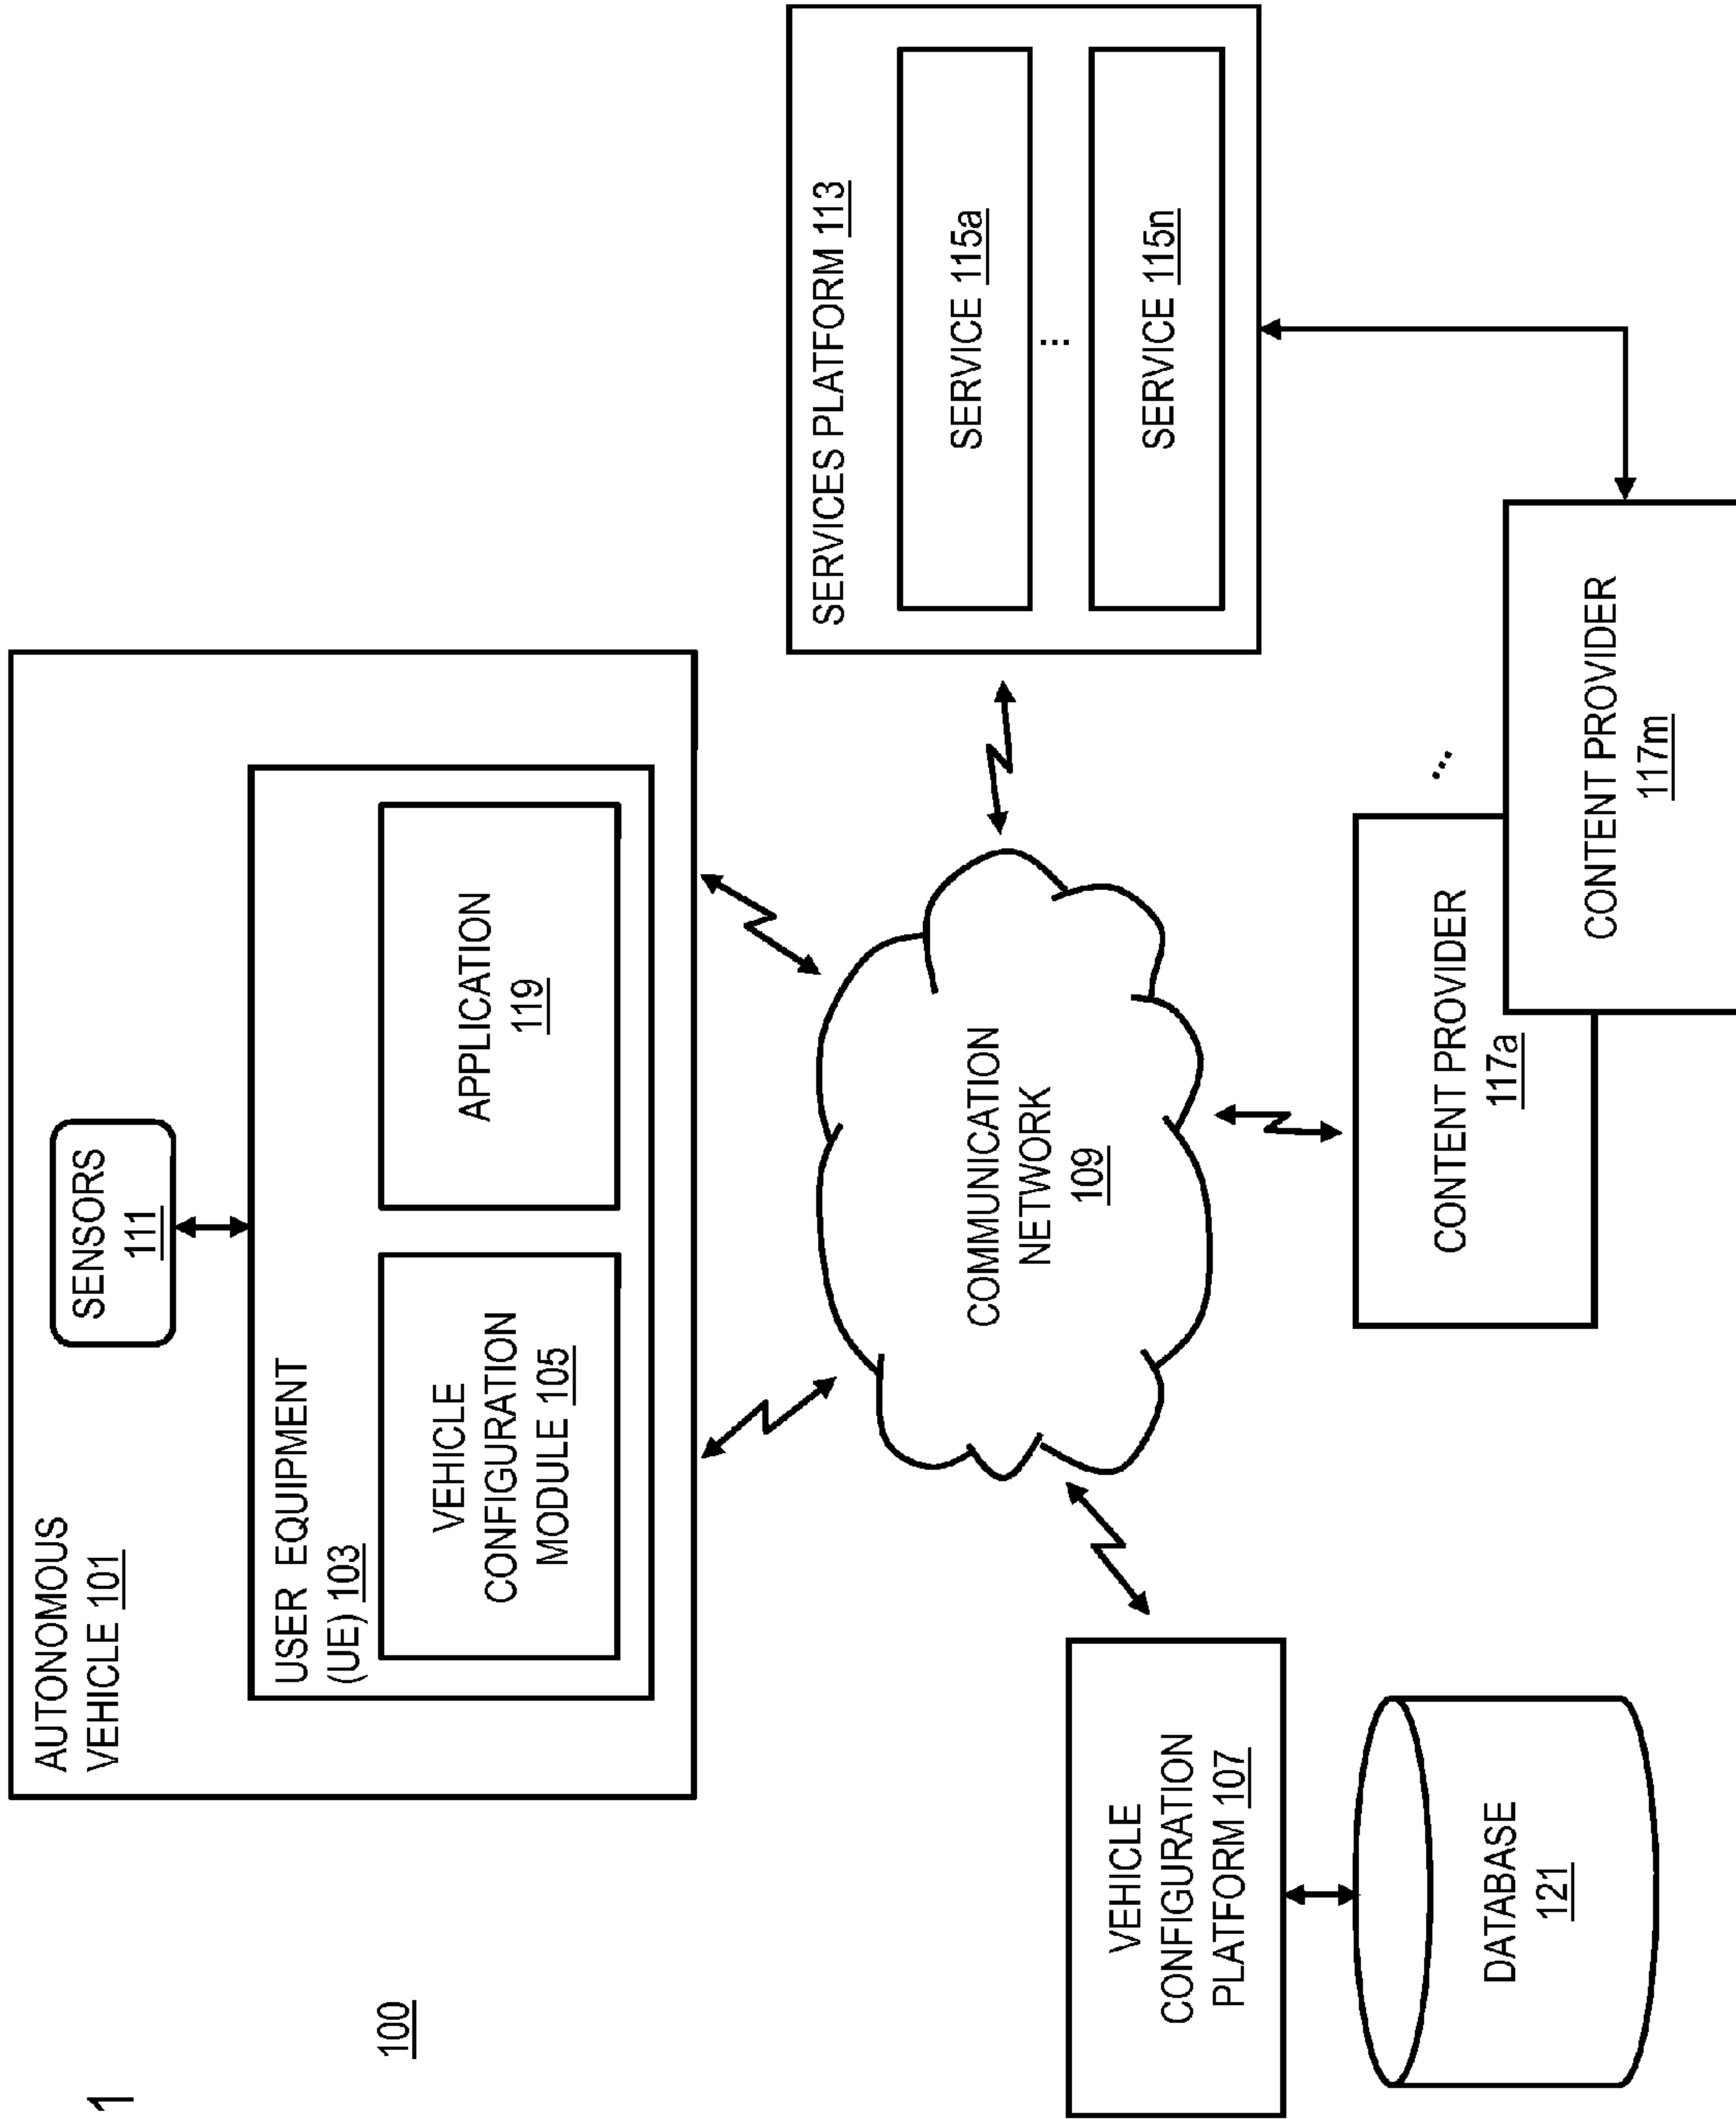 1
100
AUTONOMOUS
VEHICLE 101
SENSORS
111
USER EQUIPMENT
(UE) 103
VEHICLE
CONFIGURATION
MODULE 105
APPLICATION
119
COMMUNICATION
NETWORK
109
SERVICES PLATFORM 113
SERVICE 115a
...
SERVICE 115n
VEHICLE
CONFIGURATION
PLATFORM 107
DATABASE
121
CONTENT PROVIDER
117a
...
CONTENT PROVIDER
117m